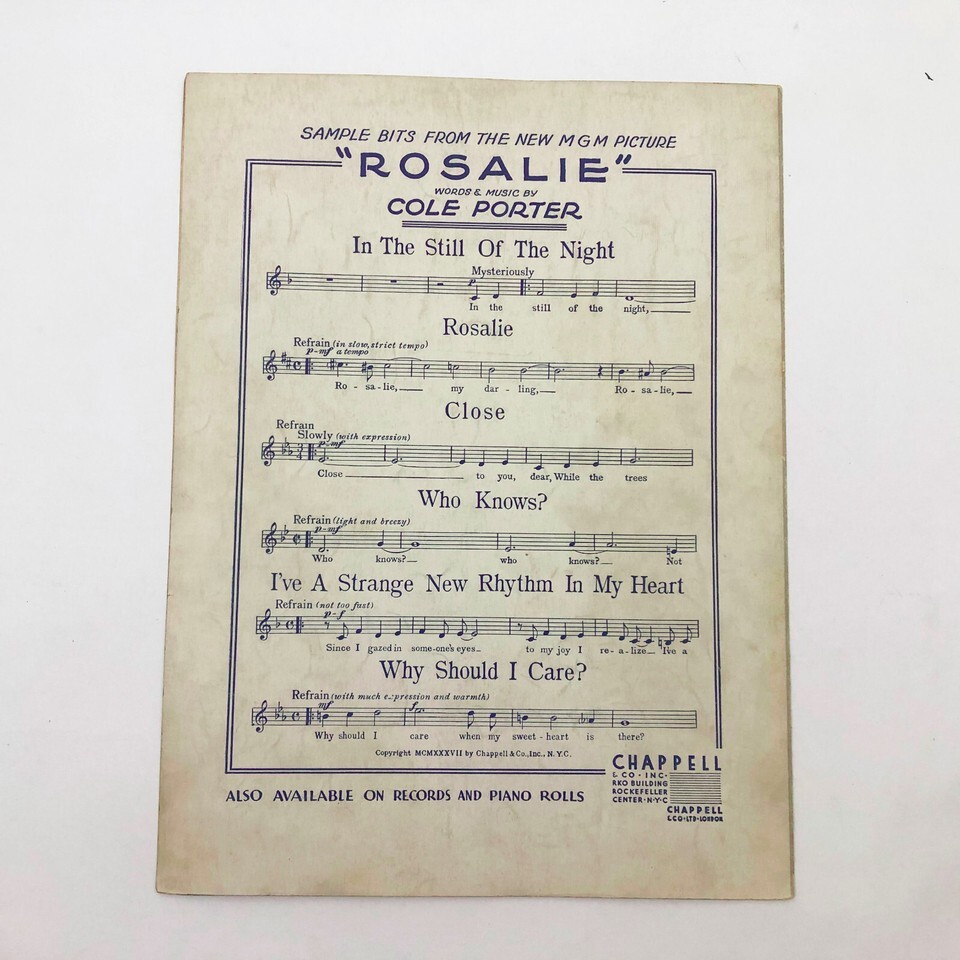 SAMPLE BITS FROM THE NEW MGM PICTURE
"ROSALIE"
WORDS & MUSIC BY
COLE PORTER
In The Still Of The Night
Mysteriously
p
In the still of the night,
Rosalie
Refrain (in slow, strict tempo)
p-mf a tempo
Ro - sa - lie, my dar - ling, Ro - sa - lie,
Close
Refrain
Slowly (with expression)
p-mf
Close to you, dear, While the trees
Who Knows?
Refrain (light and breezy)
p-mf
Who knows? who knows? Not
I've A Strange New Rhythm In My Heart
Refrain (not too fast)
p-f
Since I gazed in some-one's eyes to my joy I re - a - lize I've a
Why Should I Care?
Refrain (with much expression and warmth)
mf
Why should I care when my sweet - heart is there?
Copyright MCMXXXVII by Chappell & Co., Inc., N.Y.C.
CHAPPELL
& CO · INC·
RKO BUILDING
ROCKEFELLER
CENTER·N·Y·C
CHAPPELL
& CO·LTD·LONDON
ALSO AVAILABLE ON RECORDS AND PIANO ROLLS